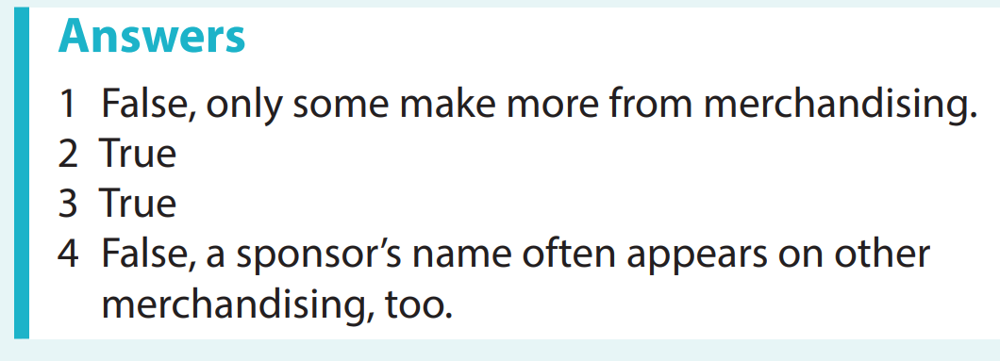 Answers
1 False, only some make more from merchandising.
2 True
3 True
4 False, a sponsor’s name often appears on other
merchandising, too.